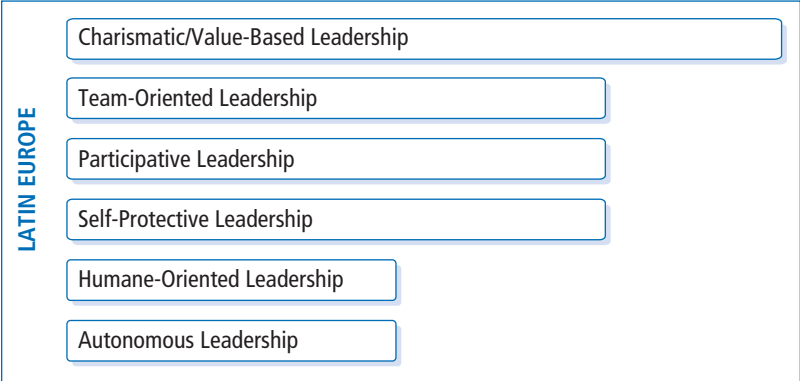 LATIN EUROPE
Charismatic/Value-Based Leadership
Team-Oriented Leadership
Participative Leadership
Self-Protective Leadership
Humane-Oriented Leadership
Autonomous Leadership